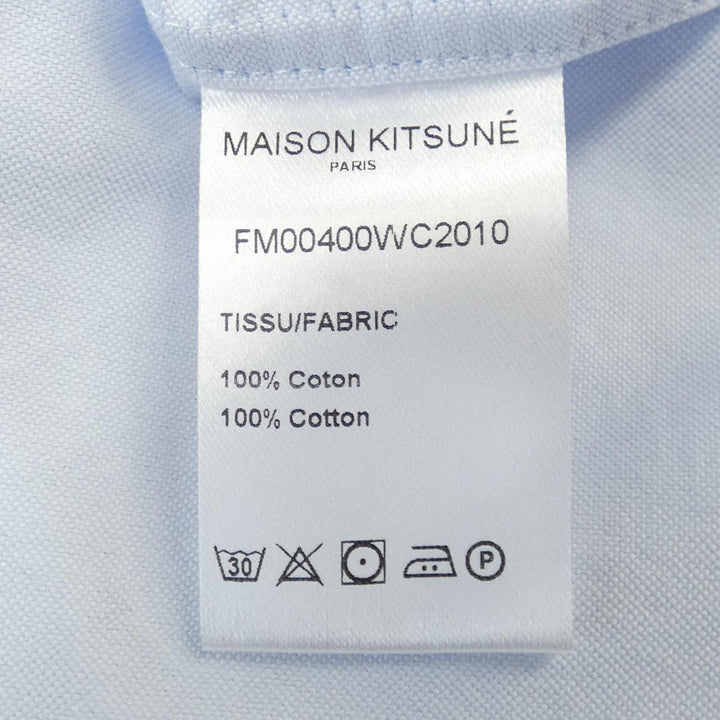 MAISON KITSUNÉ
PARIS
FM00400WC2010
TISSU/FABRIC
100% Coton
100% Cotton
30 P